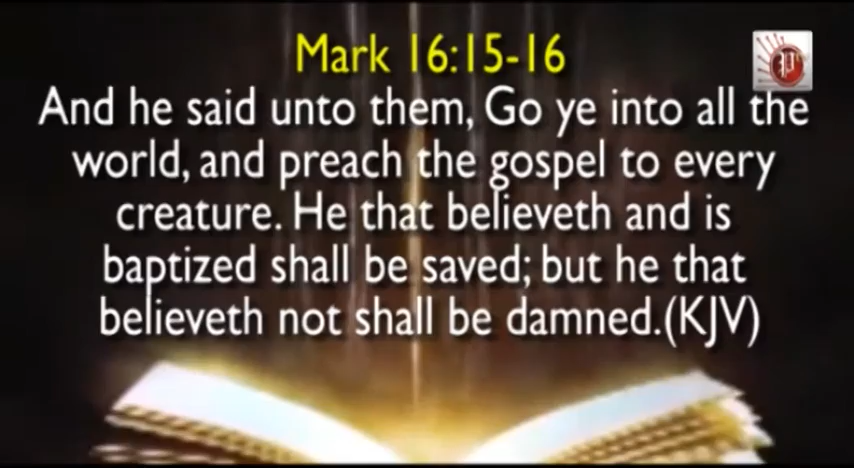 Mark 16:15-16
And he said unto them, Go ye into all the
world, and preach the gospel to every
creature. He that believeth and is
baptized shall be saved; but he that
believeth not shall be damned.(KJV)
P